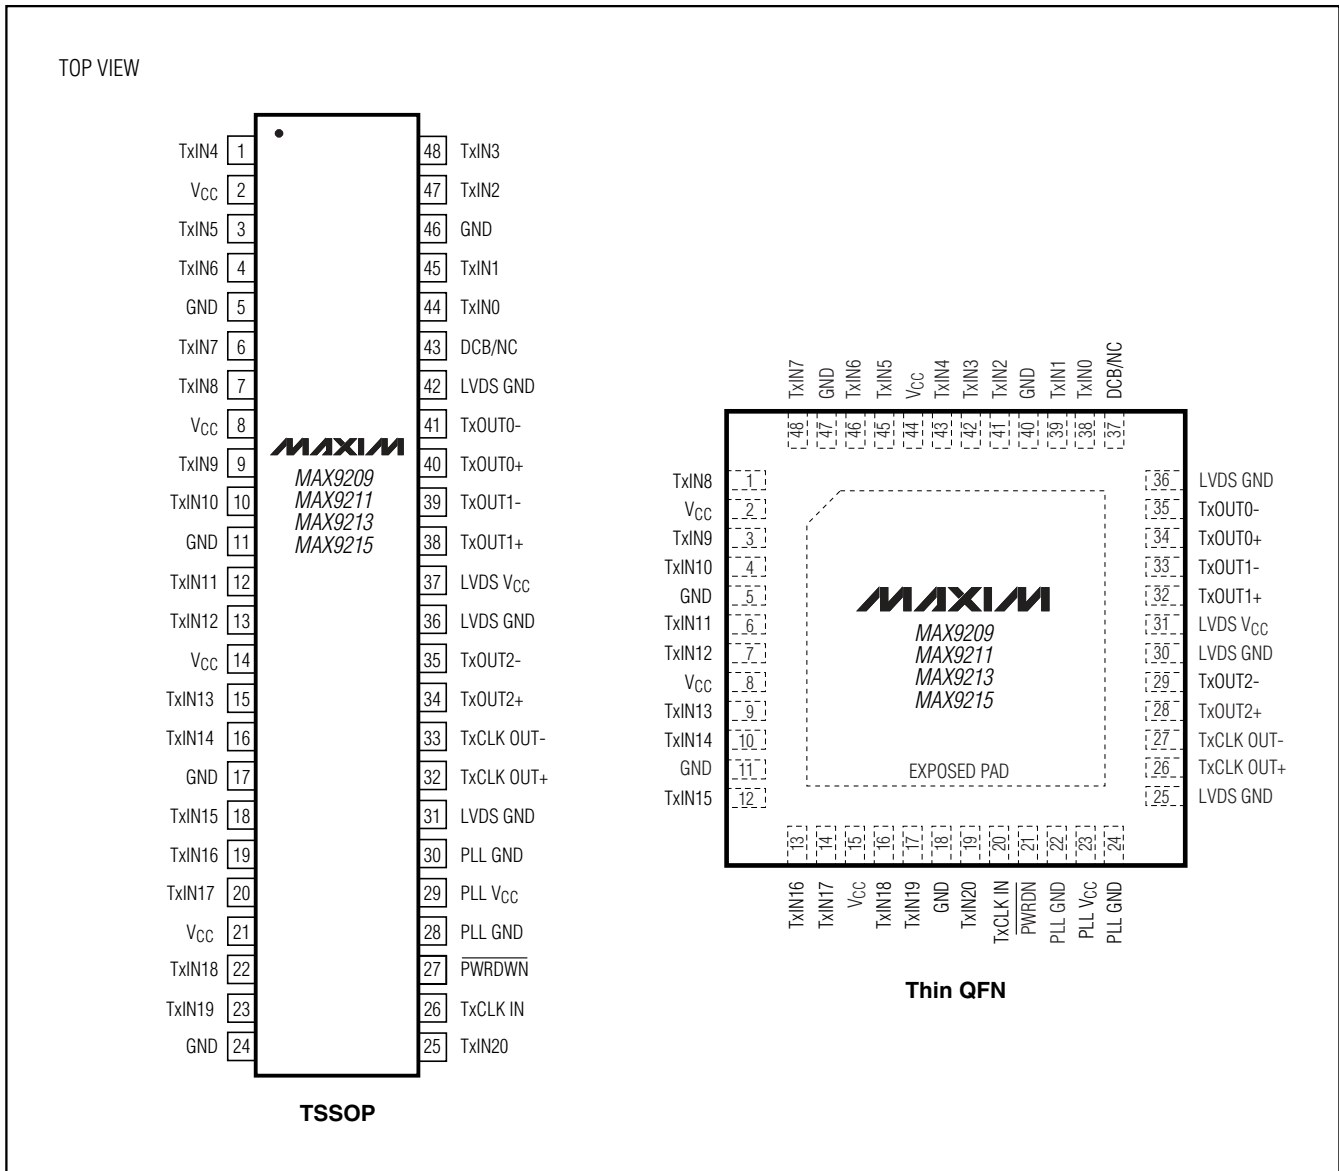 TOP VIEW
TxIN4 1
VCC 2
TxIN5 3
TxIN6 4
GND 5
TxIN7 6
TxIN8 7
VCC 8
TxIN9 9
TxIN10 10
GND 11
TxIN11 12
TxIN12 13
VCC 14
TxIN13 15
TxIN14 16
GND 17
TxIN15 18
TxIN16 19
TxIN17 20
VCC 21
TxIN18 22
TxIN19 23
GND 24
MAXIM
MAX9209
MAX9211
MAX9213
MAX9215
48 TxIN3
47 TxIN2
46 GND
45 TxIN1
44 TxIN0
43 DCB/NC
42 LVDS GND
41 TxOUT0-
40 TxOUT0+
39 TxOUT1-
38 TxOUT1+
37 LVDS VCC
36 LVDS GND
35 TxOUT2-
34 TxOUT2+
33 TxCLK OUT-
32 TxCLK OUT+
31 LVDS GND
30 PLL GND
29 PLL VCC
28 PLL GND
27 PWRDWN
26 TxCLK IN
25 TxIN20
TSSOP
TxIN7 48
GND 47
TxIN6 46
TxIN5 45
VCC 44
TxIN4 43
TxIN3 42
TxIN2 41
GND 40
TxIN1 39
TxIN0 38
DCB/NC 37
TxIN8 1
VCC 2
TxIN9 3
TxIN10 4
GND 5
TxIN11 6
TxIN12 7
VCC 8
TxIN13 9
TxIN14 10
GND 11
TxIN15 12
MAXIM
MAX9209
MAX9211
MAX9213
MAX9215
EXPOSED PAD
36 LVDS GND
35 TxOUT0-
34 TxOUT0+
33 TxOUT1-
32 TxOUT1+
31 LVDS VCC
30 LVDS GND
29 TxOUT2-
28 TxOUT2+
27 TxCLK OUT-
26 TxCLK OUT+
25 LVDS GND
13 TxIN16
14 TxIN17
15 VCC
16 TxIN18
17 TxIN19
18 GND
19 TxIN20
20 TxCLK IN
21 PWRDN
22 PLL GND
23 PLL VCC
24 PLL GND
Thin QFN